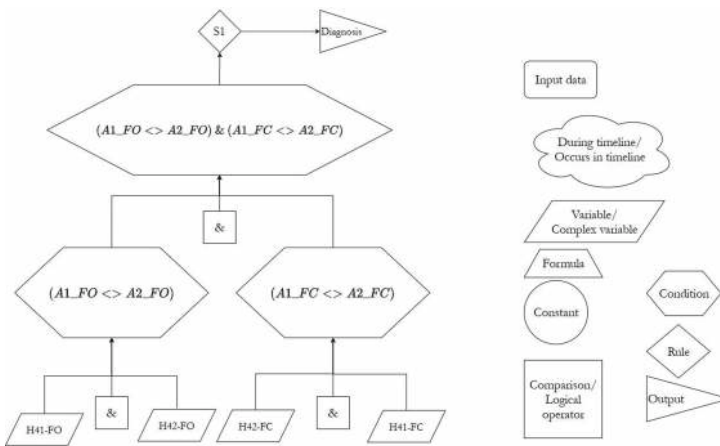 S1
Diagnosis
(A1_FO <> A2_FO) & (A1_FC <> A2_FC)
&
(A1_FO <> A2_FO)
(A1_FC <> A2_FC)
H41-FO
&
H42-FO
H42-FC
&
H41-FC
Input data
During timeline/
Occurs in timeline
Variable/
Complex variable
Formula
Constant
Condition
Comparison/
Logical
operator
Rule
Output